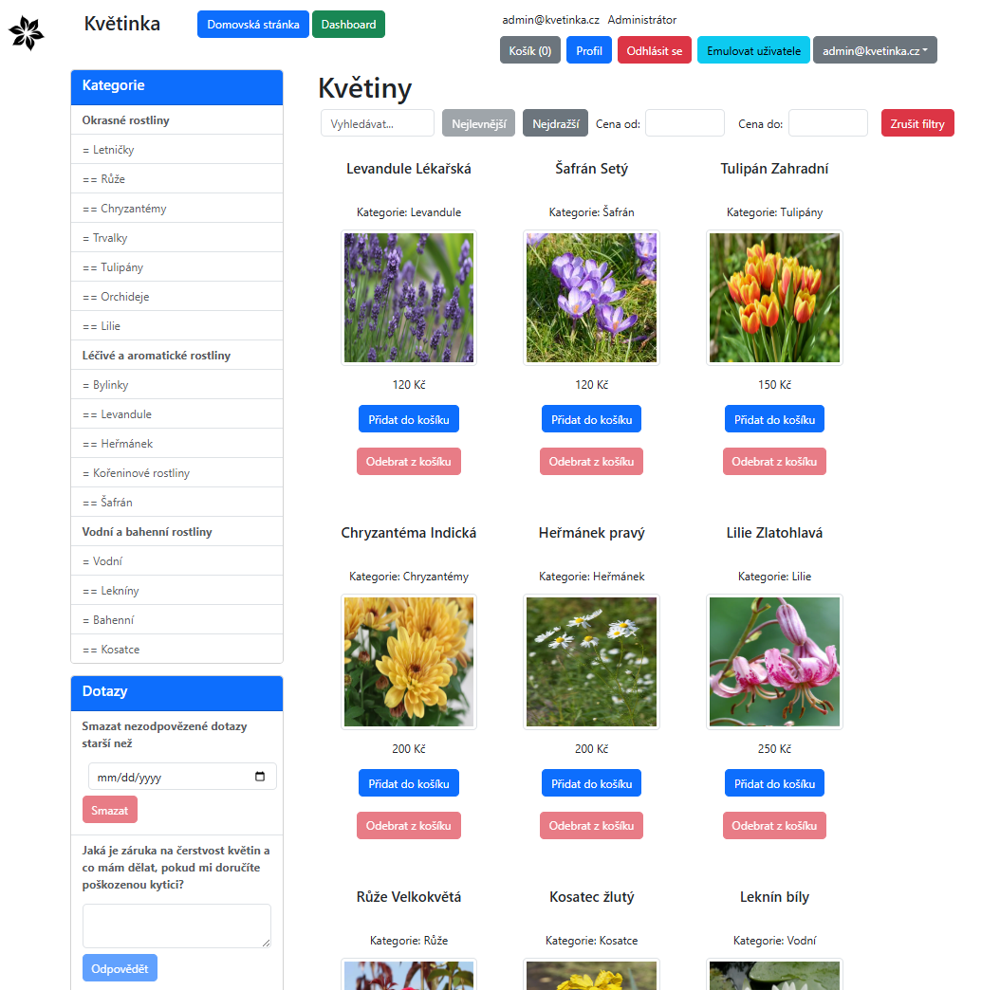 Květinka
Domovská stránka
Dashboard
admin@kvetinka.cz Administrátor
Košík (0)
Profil
Odhlásit se
Emulovat uživatele
admin@kvetinka.cz
Kategorie
Okrasné rostliny
= Letničky
== Růže
== Chryzantémy
= Trvalky
== Tulipány
== Orchideje
== Lilie
Léčivé a aromatické rostliny
= Bylinky
== Levandule
== Heřmánek
= Kořeninové rostliny
== Šafrán
Vodní a bahenní rostliny
= Vodní
== Lekníny
= Bahenní
== Kosatce
Dotazy
Smazat nezodpovězené dotazy
starší než
mm/dd/yyyy
Smazat
Jaká je záruka na čerstvost květin a
co mám dělat, pokud mi doručíte
poškozenou kytici?
Odpovědět
Květiny
Vyhledávat...
Nejlevnější
Nejdražší
Cena od:
Cena do:
Zrušit filtry
Levandule Lékařská
Kategorie: Levandule
120 Kč
Přidat do košíku
Odebrat z košíku
Šafrán Setý
Kategorie: Šafrán
120 Kč
Přidat do košíku
Odebrat z košíku
Tulipán Zahradní
Kategorie: Tulipány
150 Kč
Přidat do košíku
Odebrat z košíku
Chryzantéma Indická
Kategorie: Chryzantémy
200 Kč
Přidat do košíku
Odebrat z košíku
Heřmánek pravý
Kategorie: Heřmánek
200 Kč
Přidat do košíku
Odebrat z košíku
Lilie Zlatohlavá
Kategorie: Lilie
250 Kč
Přidat do košíku
Odebrat z košíku
Růže Velkokvětá
Kategorie: Růže
Kosatec žlutý
Kategorie: Kosatce
Leknín bíly
Kategorie: Vodní